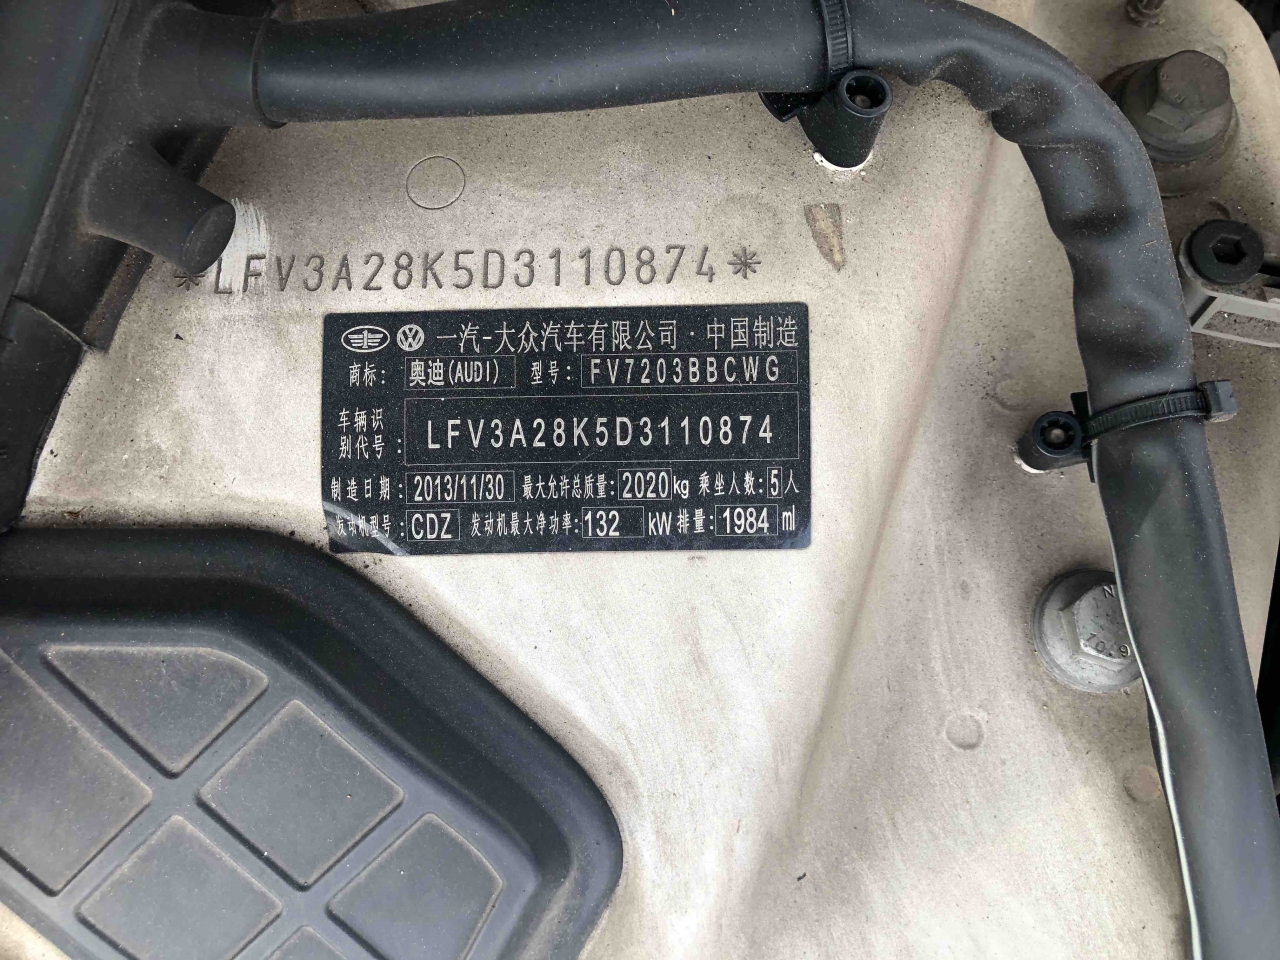 *LFV3A28K5D3110874*
一汽-大众汽车有限公司·中国制造
商标: 奥迪(AUDI) 型号: FV7203BBCWG
车辆识别代号: LFV3A28K5D3110874
制造日期: 2013/11/30 最大允许总质量: 2020 kg 乘坐人数: 5 人
发动机型号: CDZ 发动机最大净功率: 132 kW 排量: 1984 ml